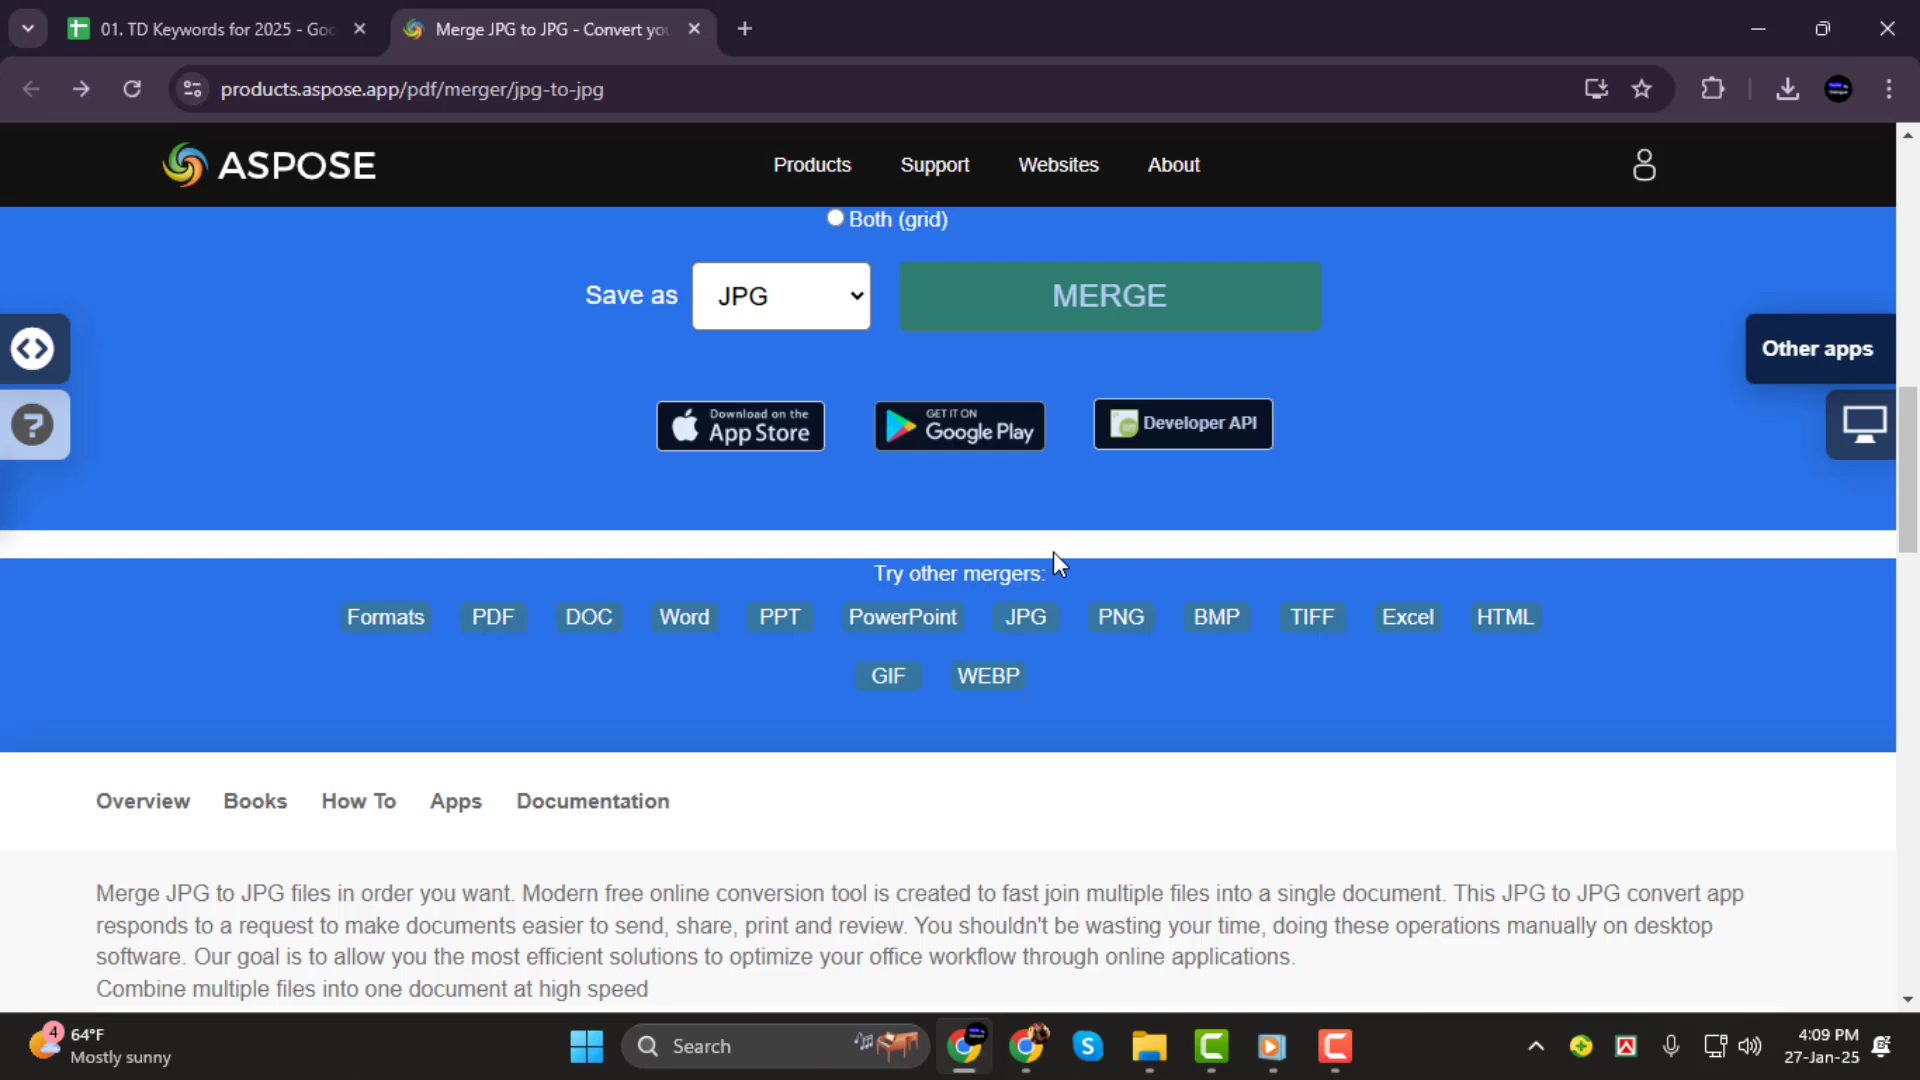 01. TD Keywords for 2025 - Goo
Merge JPG to JPG - Convert you
products.aspose.app/pdf/merger/jpg-to-jpg
ASPOSE
Products
Support
Websites
About
Both (grid)
Save as
JPG
MERGE
Other apps
Download on the
App Store
GET IT ON
Google Play
Developer API
?
Try other mergers:
Formats
PDF
DOC
Word
PPT
PowerPoint
JPG
PNG
BMP
TIFF
Excel
HTML
GIF
WEBP
Overview
Books
How To
Apps
Documentation
Merge JPG to JPG files in order you want. Modern free online conversion tool is created to fast join multiple files into a single document. This JPG to JPG convert app
responds to a request to make documents easier to send, share, print and review. You shouldn't be wasting your time, doing these operations manually on desktop
software. Our goal is to allow you the most efficient solutions to optimize your office workflow through online applications.
Combine multiple files into one document at high speed
4
64°F
Mostly sunny
Search
4:09 PM
27-Jan-25